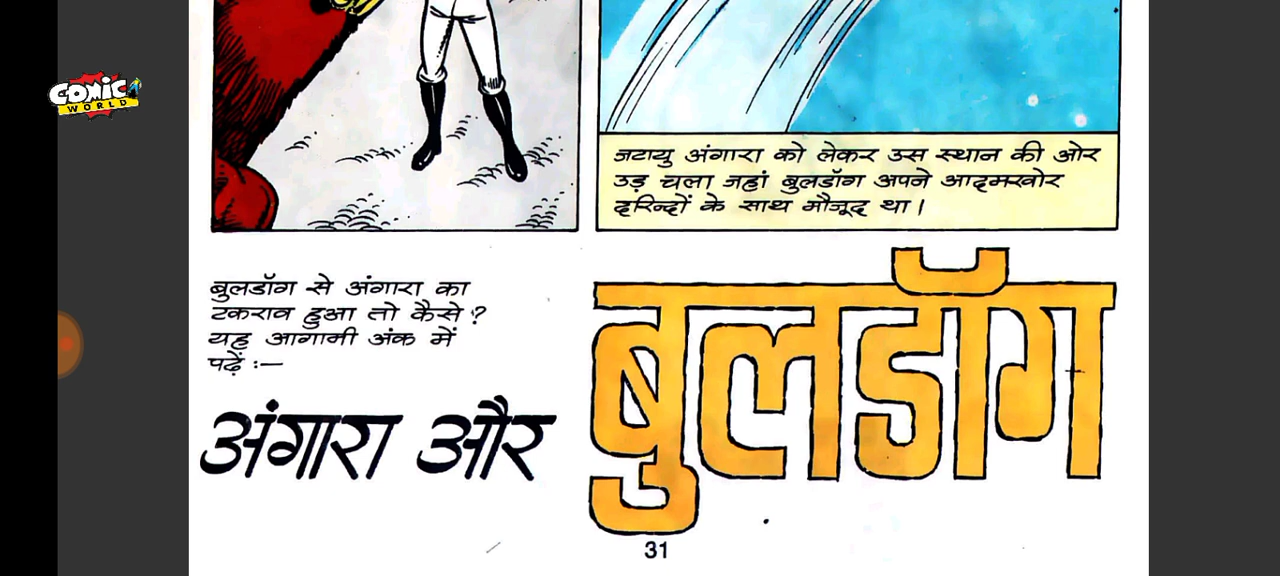 COMIC
WORLD
जटायु अंगारा को लेकर उस स्थान की ओर
उड़ चला जहां बुलडॉग अपने आदमखोर
दरिन्दों के साथ मौजूद था।
बुलडॉग से अंगारा का
टकराव हुआ तो कैसे?
यह आगामी अंक में
पढ़ें :—
अंगारा और
बुलडॉग
31